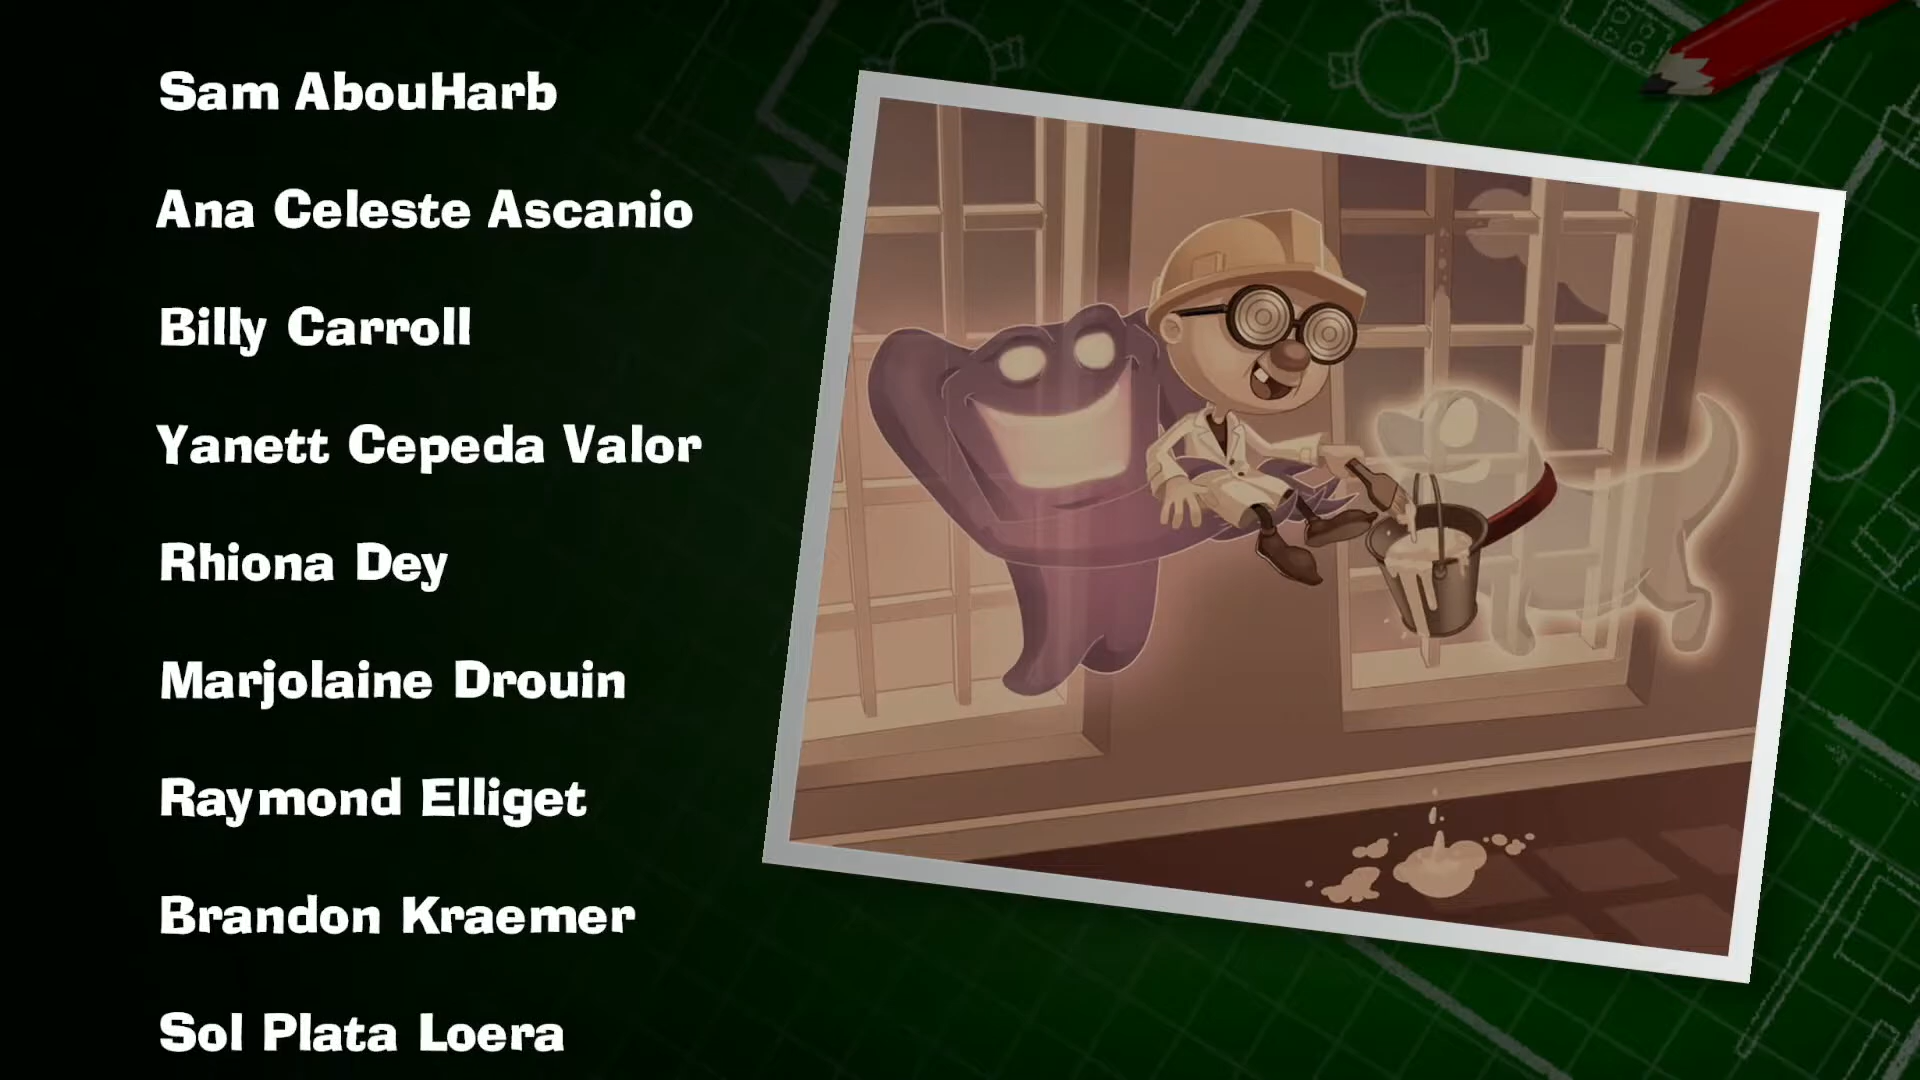 Sam AbouHarb
Ana Celeste Ascanio
Billy Carroll
Yanett Cepeda Valor
Rhiona Dey
Marjolaine Drouin
Raymond Elliget
Brandon Kraemer
Sol Plata Loera